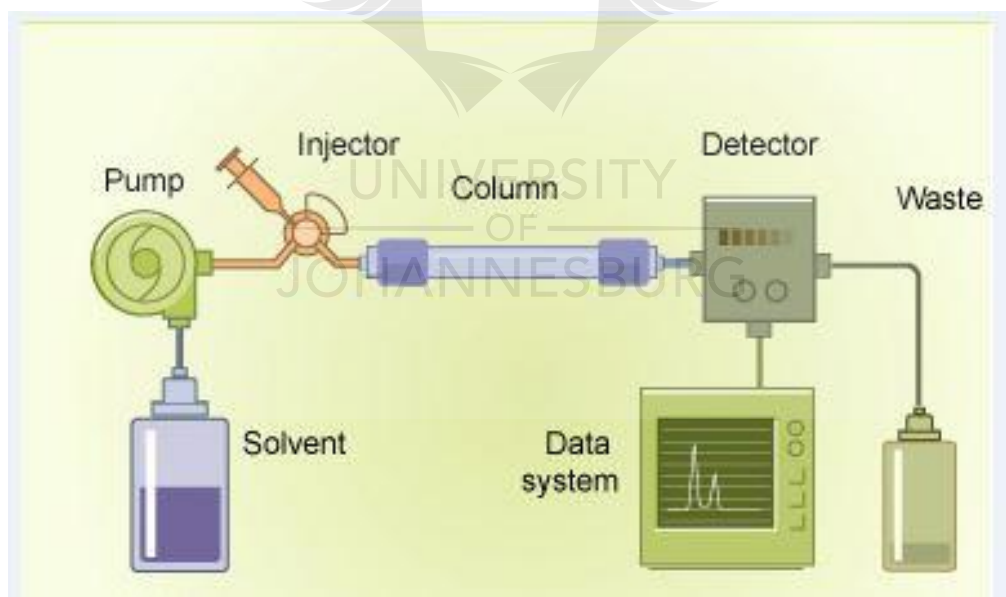 Injector
Detector
Pump
UNIVERSITY
Column
Waste
OF
JOHANNESBURG
Solvent
Data
system